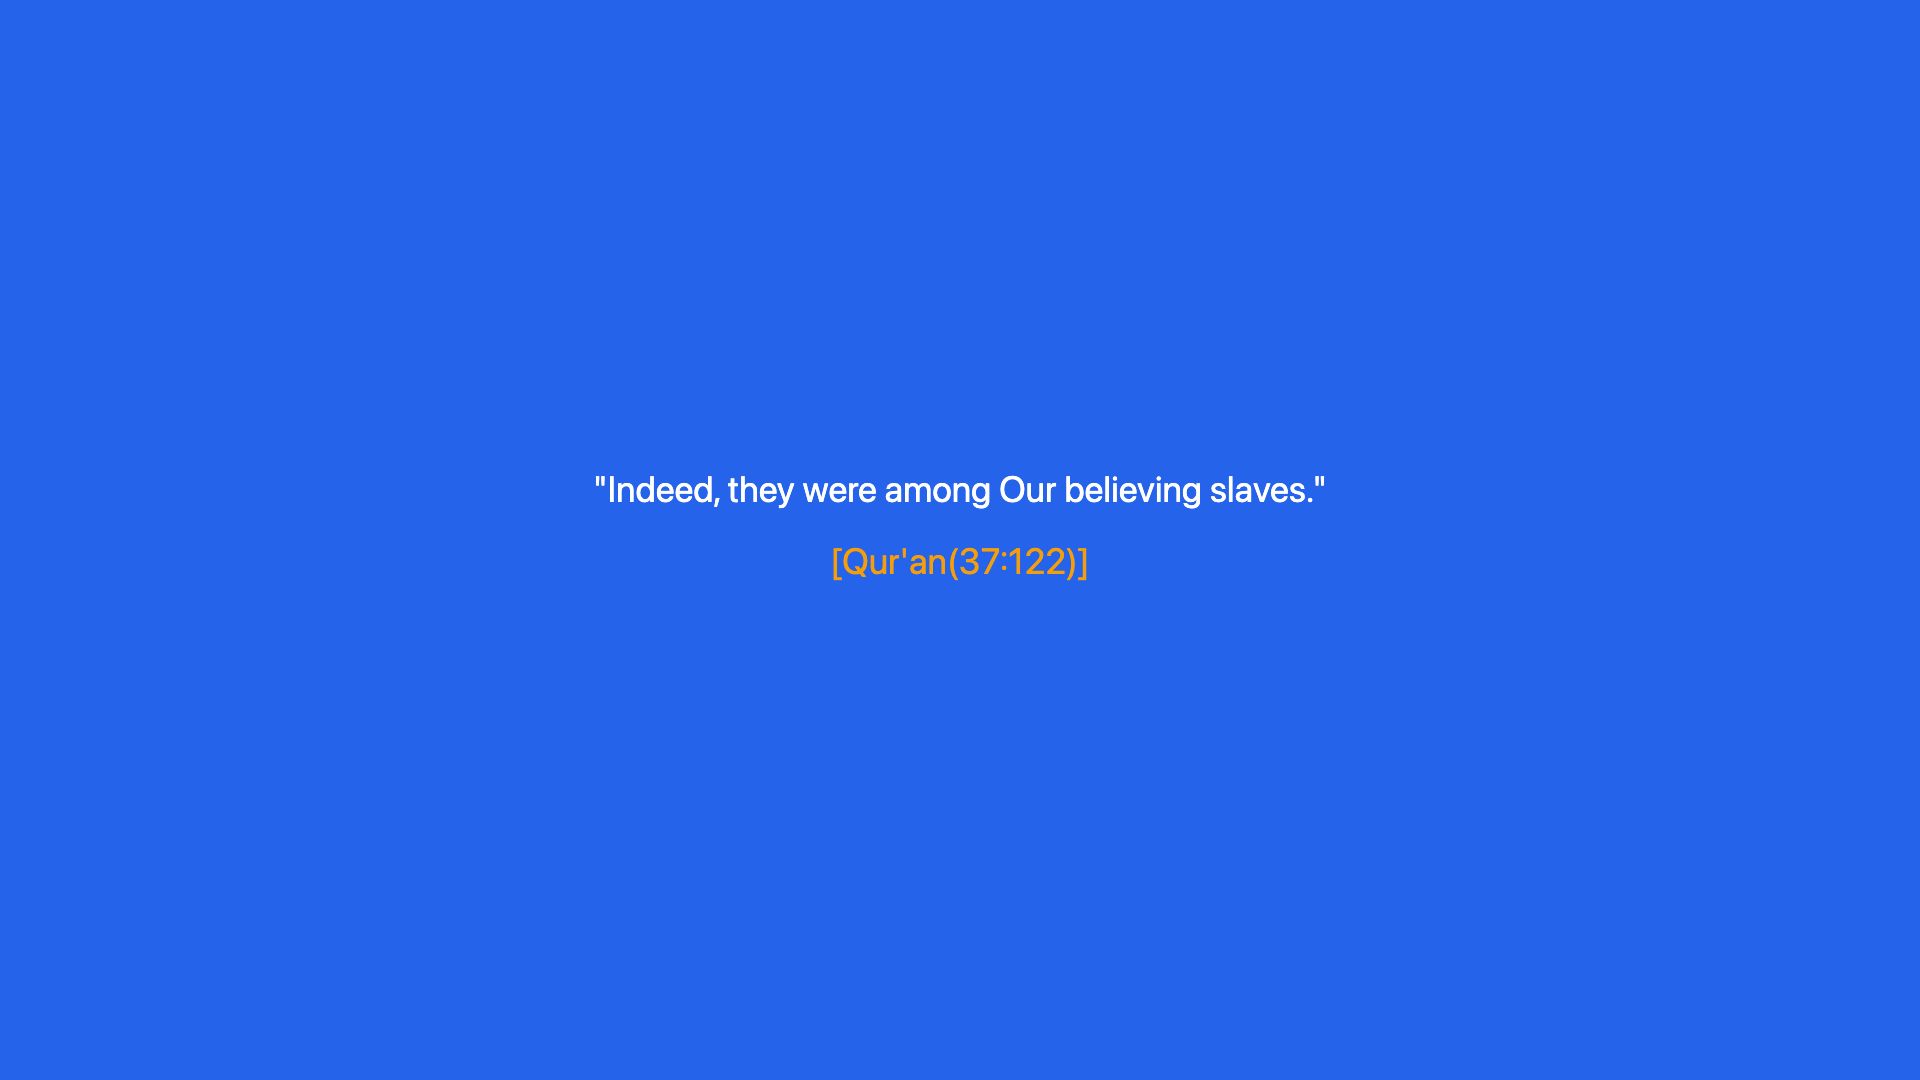 "Indeed, they were among Our believing slaves."
[Qur'an(37:122)]